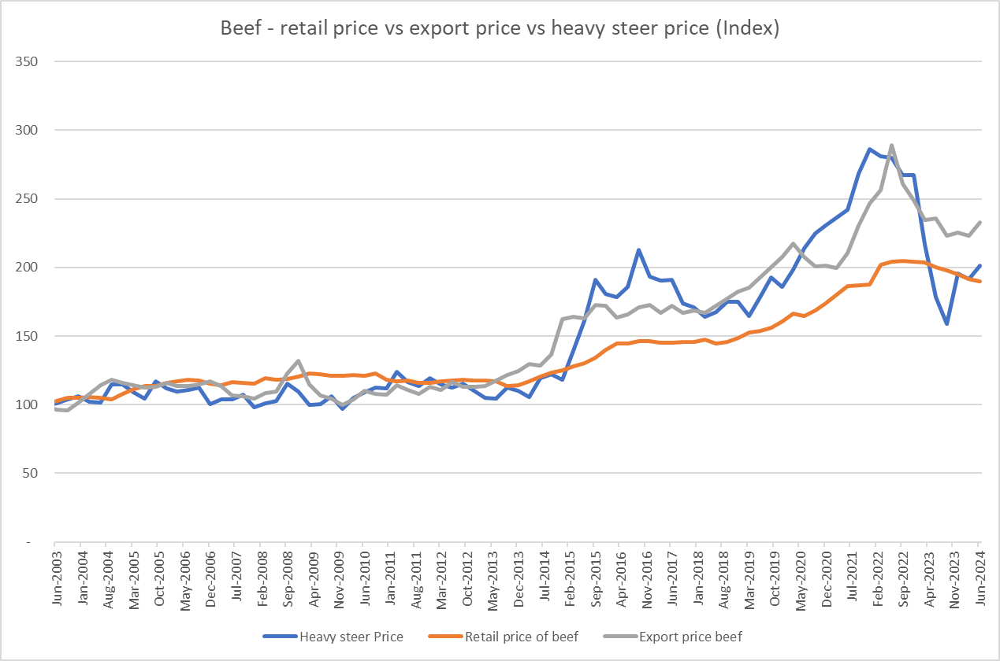 Beef - retail price vs export price vs heavy steer price (Index)
350
300
250
200
150
100
50
-
Jun-2003
Jan-2004
Aug-2004
Mar-2005
Oct-2005
May-2006
Dec-2006
Jul-2007
Feb-2008
Sep-2008
Apr-2009
Nov-2009
Jun-2010
Jan-2011
Aug-2011
Mar-2012
Oct-2012
May-2013
Dec-2013
Jul-2014
Feb-2015
Sep-2015
Apr-2016
Nov-2016
Jun-2017
Jan-2018
Aug-2018
Mar-2019
Oct-2019
May-2020
Dec-2020
Jul-2021
Feb-2022
Sep-2022
Apr-2023
Nov-2023
Jun-2024
Heavy steer Price
Retail price of beef
Export price beef